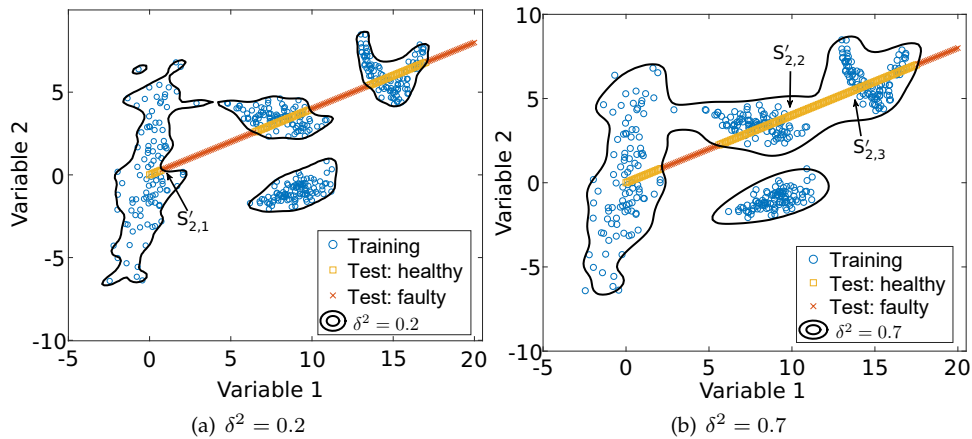 5
0
-5
-10
Variable 2
0
5
10
15
20
Variable 1
S′2,1
Training
Test: healthy
Test: faulty
δ² = 0.2
(a) δ² = 0.2
10
5
0
-5
-10
Variable 2
-5
0
5
10
15
20
Variable 1
S′2,2
S′2,3
Training
Test: healthy
Test: faulty
δ² = 0.7
(b) δ² = 0.7